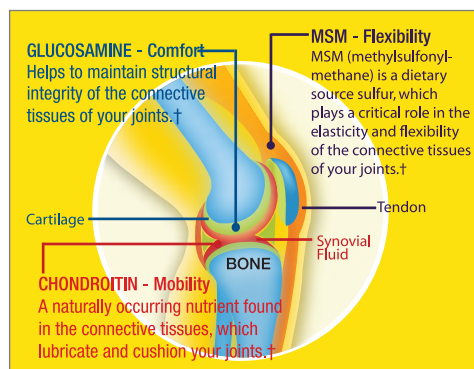 GLUCOSAMINE - Comfort
Helps to maintain structural
integrity of the connective
tissues of your joints.†
MSM - Flexibility
MSM (methylsulfonyl-
methane) is a dietary
source sulfur, which
plays a critical role in the
elasticity and flexibility
of the connective tissues
of your joints.†
Cartilage
Tendon
Synovial
Fluid
BONE
CHONDROITIN - Mobility
A naturally occurring nutrient found
in the connective tissues, which
lubricate and cushion your joints.†